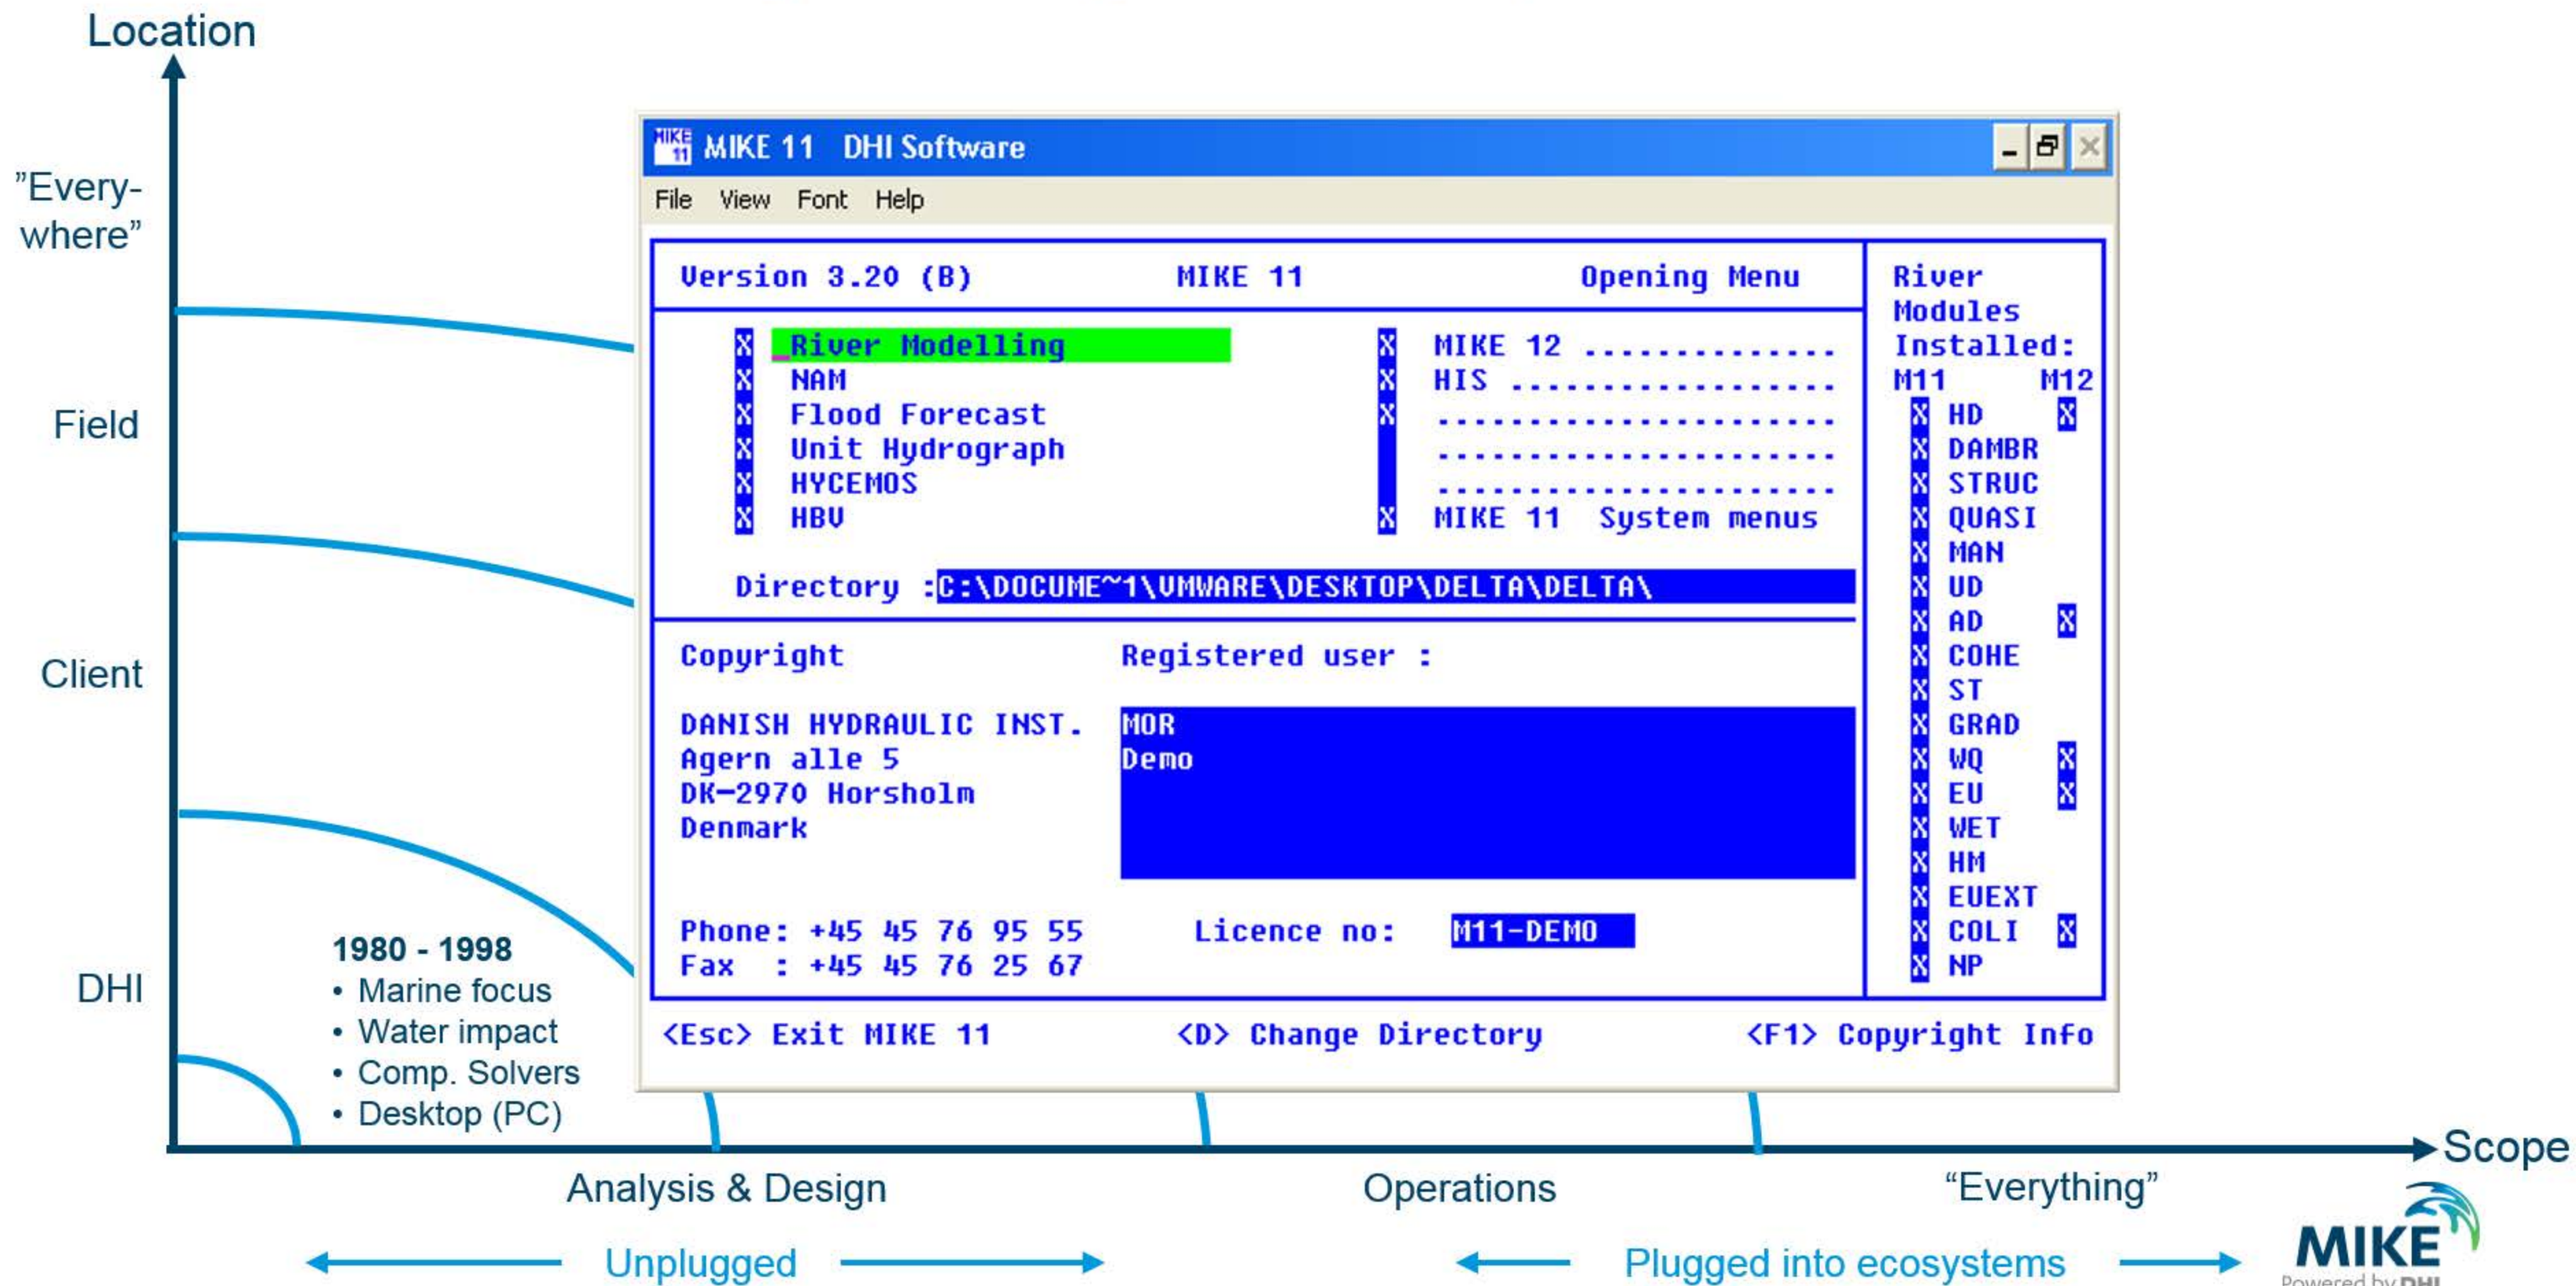 Location
”Every-
where”
Field
Client
DHI
1980 - 1998
• Marine focus
• Water impact
• Comp. Solvers
• Desktop (PC)
MIKE 11 MIKE 11 DHI Software
File View Font Help
Version 3.20 (B) MIKE 11 Opening Menu
X _River Modelling X MIKE 12 ..............
X NAM X HIS ..................
X Flood Forecast X ......................
X Unit Hydrograph ......................
X HYCEMOS ......................
X HBV X MIKE 11 System menus
Directory :C:\DOCUME~1\VMWARE\DESKTOP\DELTA\DELTA\
Copyright Registered user :
DANISH HYDRAULIC INST. MOR
Agern alle 5 Demo
DK-2970 Horsholm
Denmark
Phone: +45 45 76 95 55 Licence no: M11-DEMO
Fax : +45 45 76 25 67
River
Modules
Installed:
M11 M12
X HD X
X DAMBR
X STRUC
X QUASI
X MAN
X UD
X AD X
X COHE
X ST
X GRAD
X WQ X
X EU X
X WET
X HM
X EUEXT
X COLI X
X NP
<Esc> Exit MIKE 11 <D> Change Directory <F1> Copyright Info
Scope
Analysis & Design Operations “Everything”
Unplugged Plugged into ecosystems
MIKE
Powered by DHI